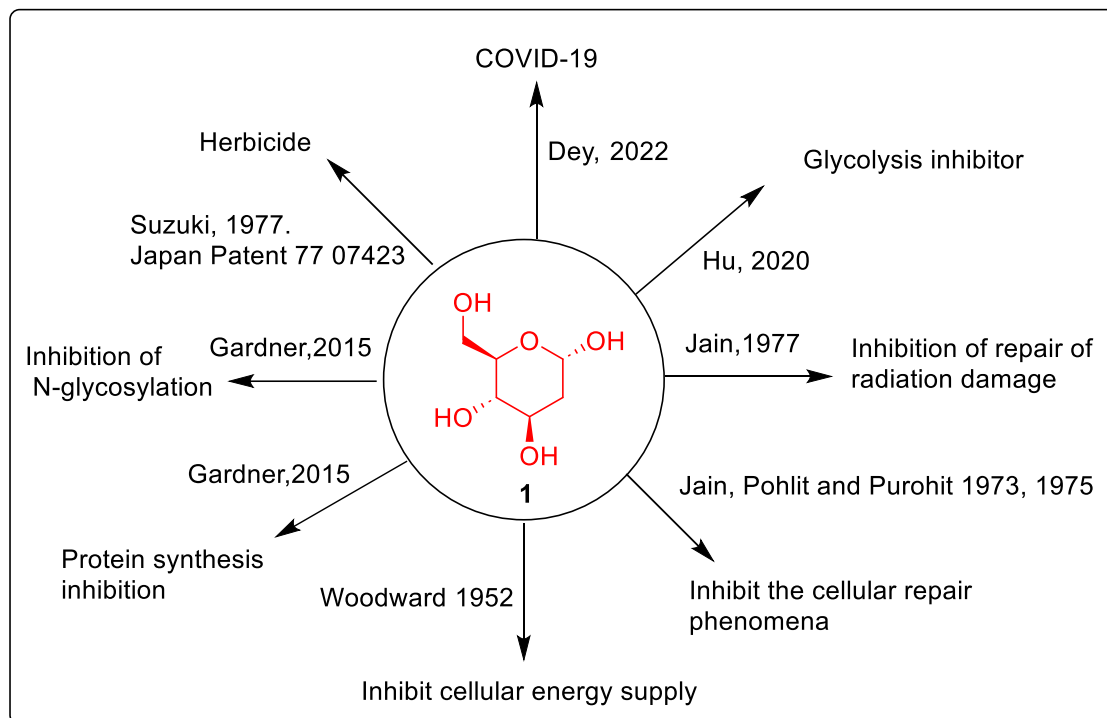 COVID-19
Dey, 2022
Herbicide
Glycolysis inhibitor
Suzuki, 1977.
Japan Patent 77 07423
Hu, 2020
OH
O
OH
HO
OH
1
Gardner,2015
Inhibition of
N-glycosylation
Jain,1977
Inhibition of repair of
radiation damage
Gardner,2015
Protein synthesis
inhibition
Jain, Pohlit and Purohit 1973, 1975
Inhibit the cellular repair
phenomena
Woodward 1952
Inhibit cellular energy supply